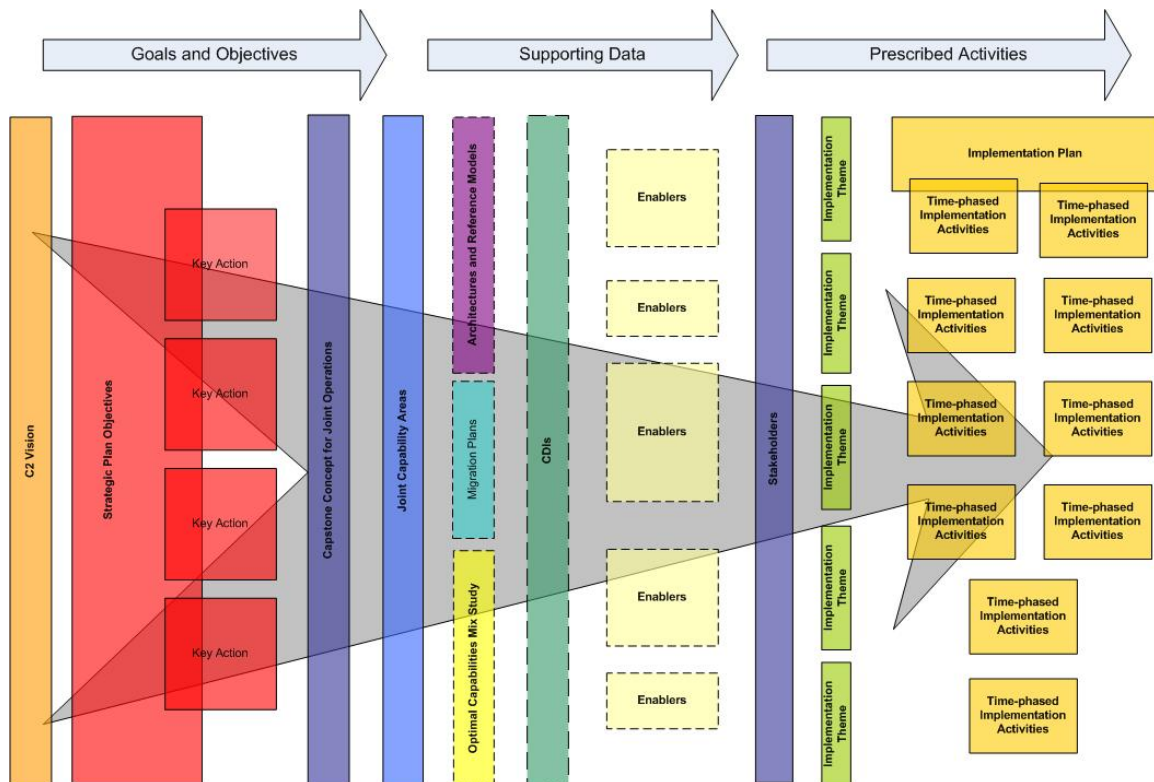 Goals and Objectives
Supporting Data
Prescribed Activities
C2 Vision
Strategic Plan Objectives
Key Action
Key Action
Key Action
Key Action
Capstone Concept for Joint Operations
Joint Capability Areas
Architectures and Reference Models
Migration Plans
Optimal Capabilities Mix Study
CDIs
Enablers
Enablers
Enablers
Enablers
Enablers
Stakeholders
Implementation
Theme
Implementation
Theme
Implementation
Theme
Implementation
Theme
Implementation
Theme
Implementation Plan
Time-phased
Implementation
Activities
Time-phased
Implementation
Activities
Time-phased
Implementation
Activities
Time-phased
Implementation
Activities
Time-phased
Implementation
Activities
Time-phased
Implementation
Activities
Time-phased
Implementation
Activities
Time-phased
Implementation
Activities
Time-phased
Implementation
Activities
Time-phased
Implementation
Activities